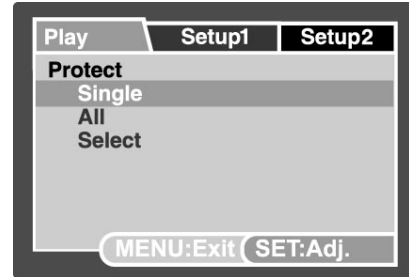 Play Setup1 Setup2
Protect
Single
All
Select
MENU:Exit SET:Adj.